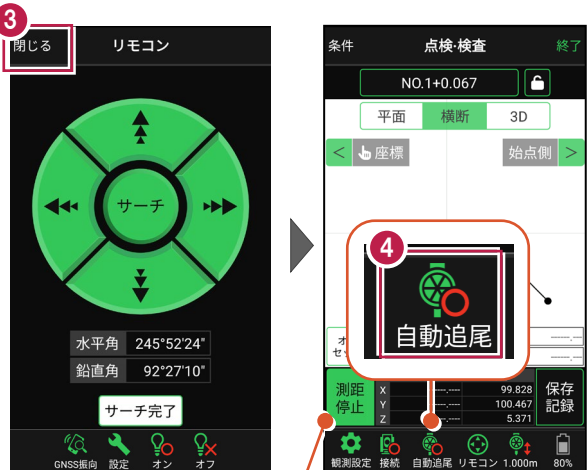 3
閉じる
リモコン
サーチ
水平角 245°52'24"
鉛直角 92°27'10"
サーチ完了
GNSS振向 設定 オン オフ
条件 点検・検査 終了
NO.1+0.067
平面 横断 3D
< 座標 始点側 >
4
自動追尾
オ
セッ
---.---
---.---
測距
停止
X ---.--- 99.828
Y ---.--- 100.467
Z ---.--- 5.371
保存
記録
観測設定 接続 自動追尾 リモコン 1.000m 80%